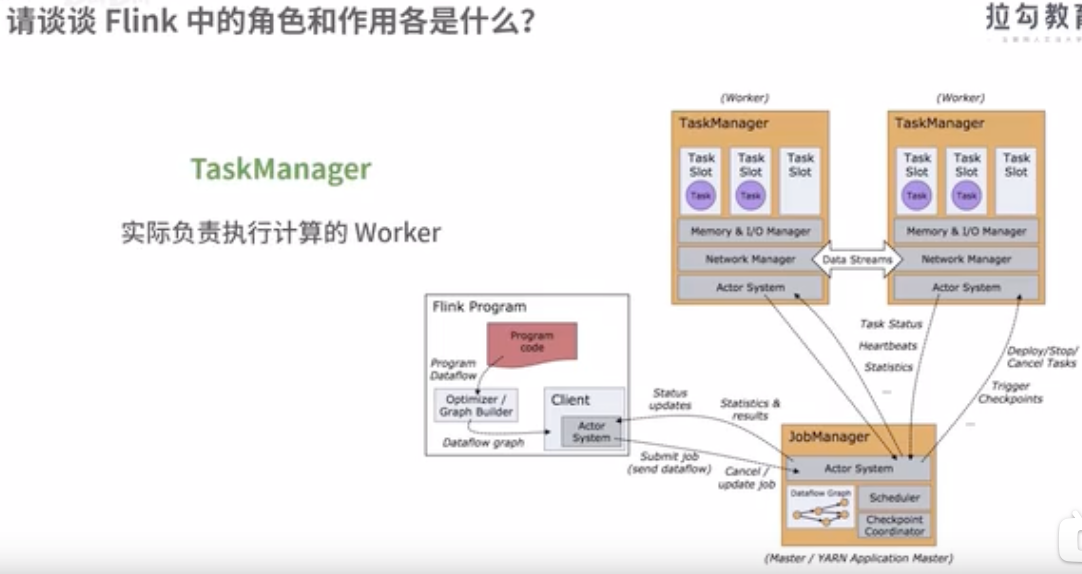 请谈谈 Flink 中的角色和作用各是什么？
拉勾教育
TaskManager
实际负责执行计算的 Worker
(Worker)
TaskManager
Task Slot
Task
Task Slot
Task
Task Slot
Memory & I/O Manager
Network Manager
Actor System
(Worker)
TaskManager
Task Slot
Task
Task Slot
Task
Task Slot
Memory & I/O Manager
Network Manager
Actor System
Data Streams
Flink Program
Program
code
Program
Dataflow
Optimizer /
Graph Builder
Dataflow graph
Client
Actor
System
Status
updates
Statistics &
results
Submit job
(send dataflow)
Cancel /
update job
Task Status
Heartbeats
Statistics
...
Deploy/Stop/
Cancel Tasks
Trigger
Checkpoints
...
JobManager
Actor System
Dataflow Graph
Scheduler
Checkpoint
Coordinator
(Master / YARN Application Master)